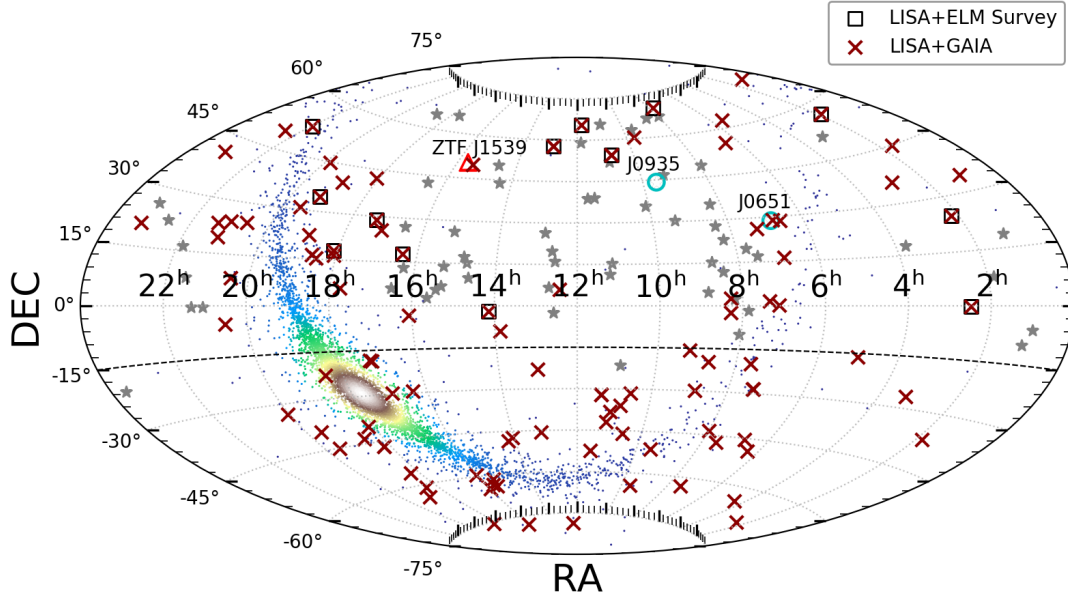 LISA+ELM Survey
LISA+GAIA
75°
60°
45°
30°
15°
0°
-15°
-30°
-45°
-60°
-75°
ZTF J1539
J0935
J0651
22h 20h 18h 16h 14h 12h 10h 8h 6h 4h 2h
DEC
RA